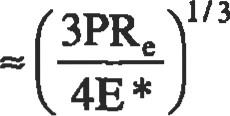 ≈ (3PRe / 4E*)^1/3